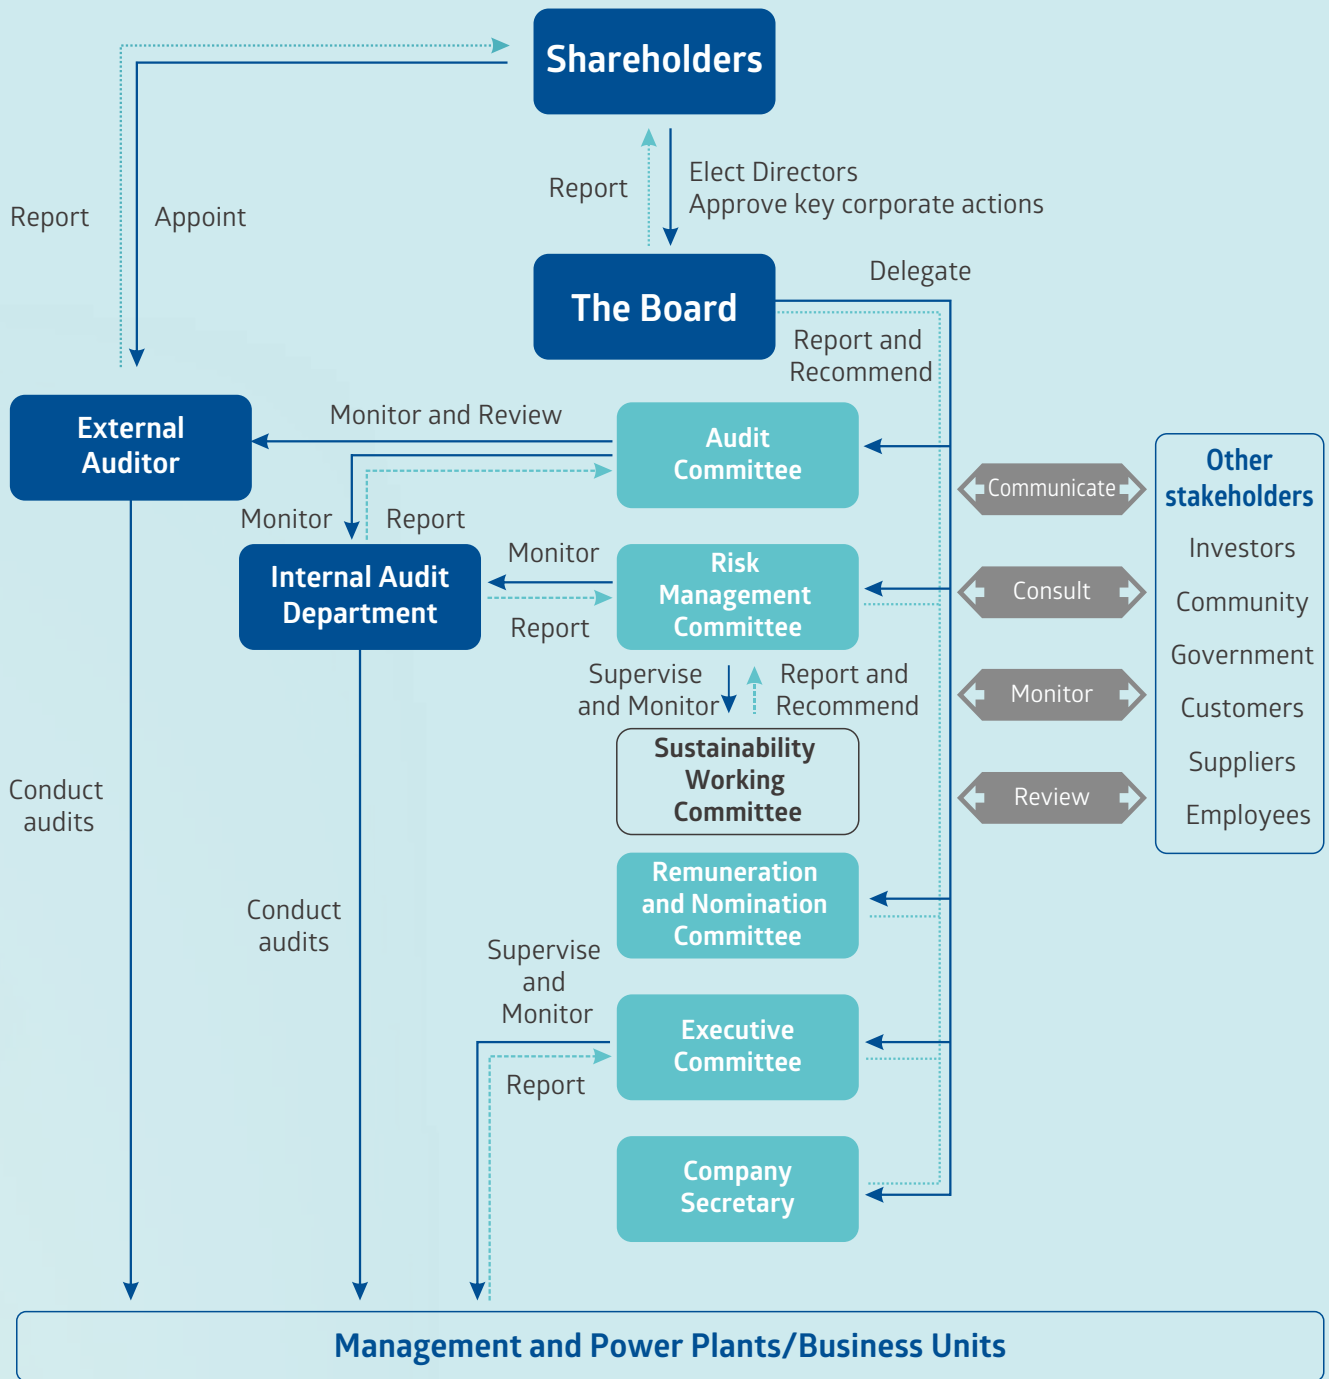 Shareholders
Report
Elect Directors
Approve key corporate actions
Report
Appoint
The Board
Delegate
Report and
Recommend
External
Auditor
Monitor and Review
Audit
Committee
Monitor
Report
Internal Audit
Department
Monitor
Report
Risk
Management
Committee
Supervise
and Monitor
Report and
Recommend
Sustainability
Working
Committee
Remuneration
and Nomination
Committee
Supervise
and
Monitor
Report
Executive
Committee
Company
Secretary
Conduct
audits
Conduct
audits
Communicate
Consult
Monitor
Review
Other
stakeholders
Investors
Community
Government
Customers
Suppliers
Employees
Management and Power Plants/Business Units